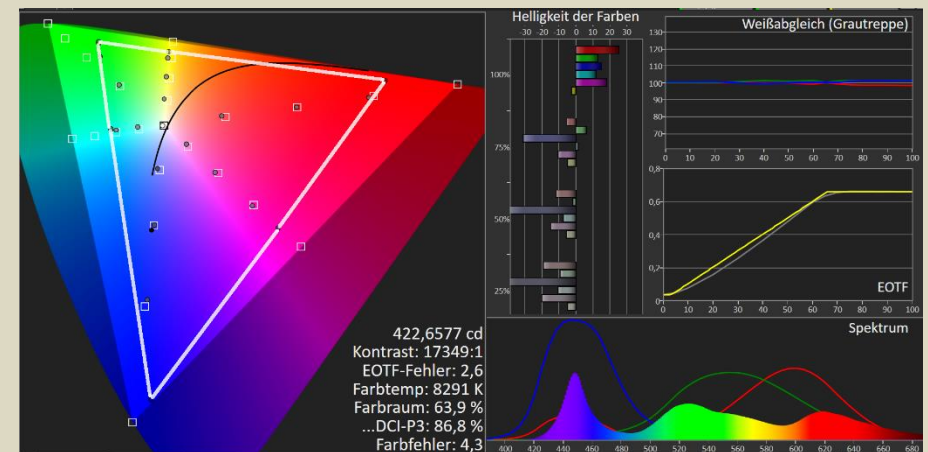 Helligkeit der Farben
-30 -20 -10 0 10 20 30
100%
75%
50%
25%
Weißabgleich (Grautreppe)
130
120
110
100
90
80
70
0 10 20 30 40 50 60 70 80 90 100
0,8
0,6
0,4
0,2
0
EOTF
0 10 20 30 40 50 60 70 80 90 100
422,6577 cd
Kontrast: 17349:1
EOTF-Fehler: 2,6
Farbtemp: 8291 K
Farbraum: 63,9 %
...DCI-P3: 86,8 %
Farbfehler: 4,3
Spektrum
400 420 440 460 480 500 520 540 560 580 600 620 640 660 680